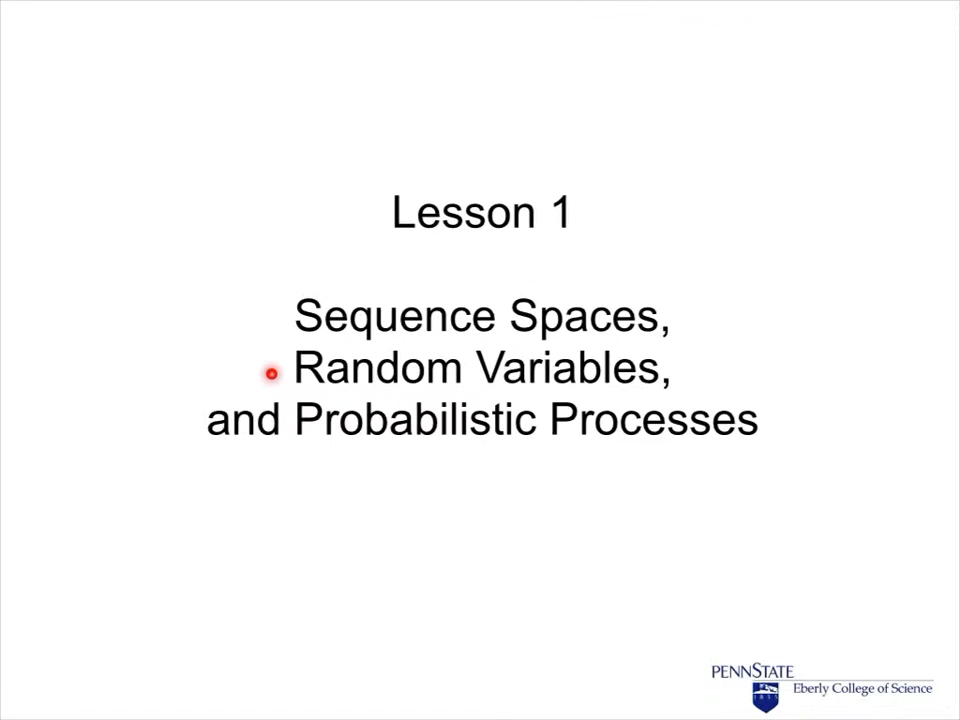 Lesson 1
Sequence Spaces,
Random Variables,
and Probabilistic Processes
PENNSTATE
Eberly College of Science